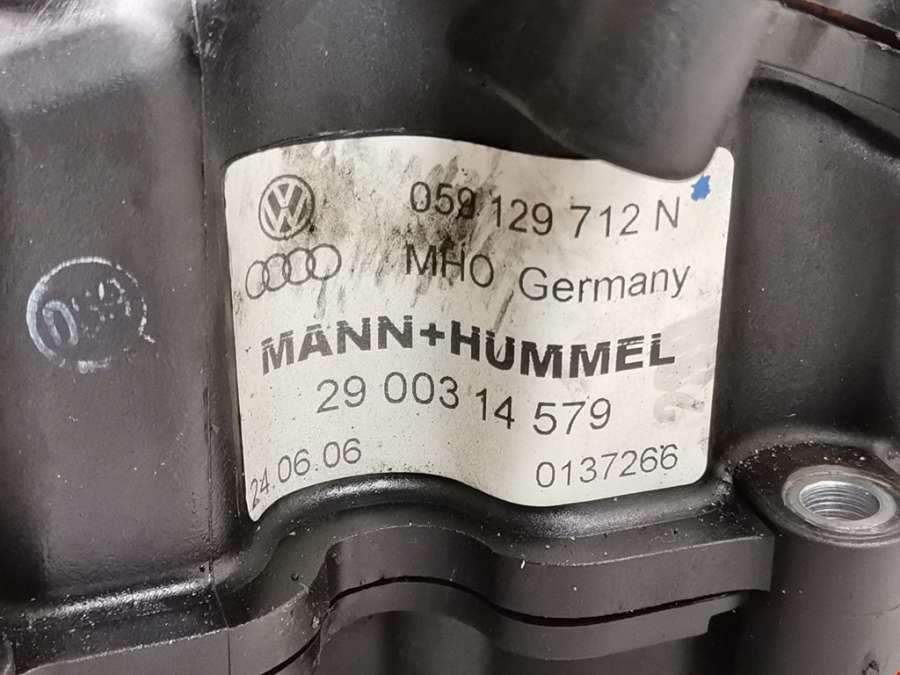 059 129 712 N
MHO Germany
MANN+HUMMEL
29 003 14 579
24.06.06
0137266